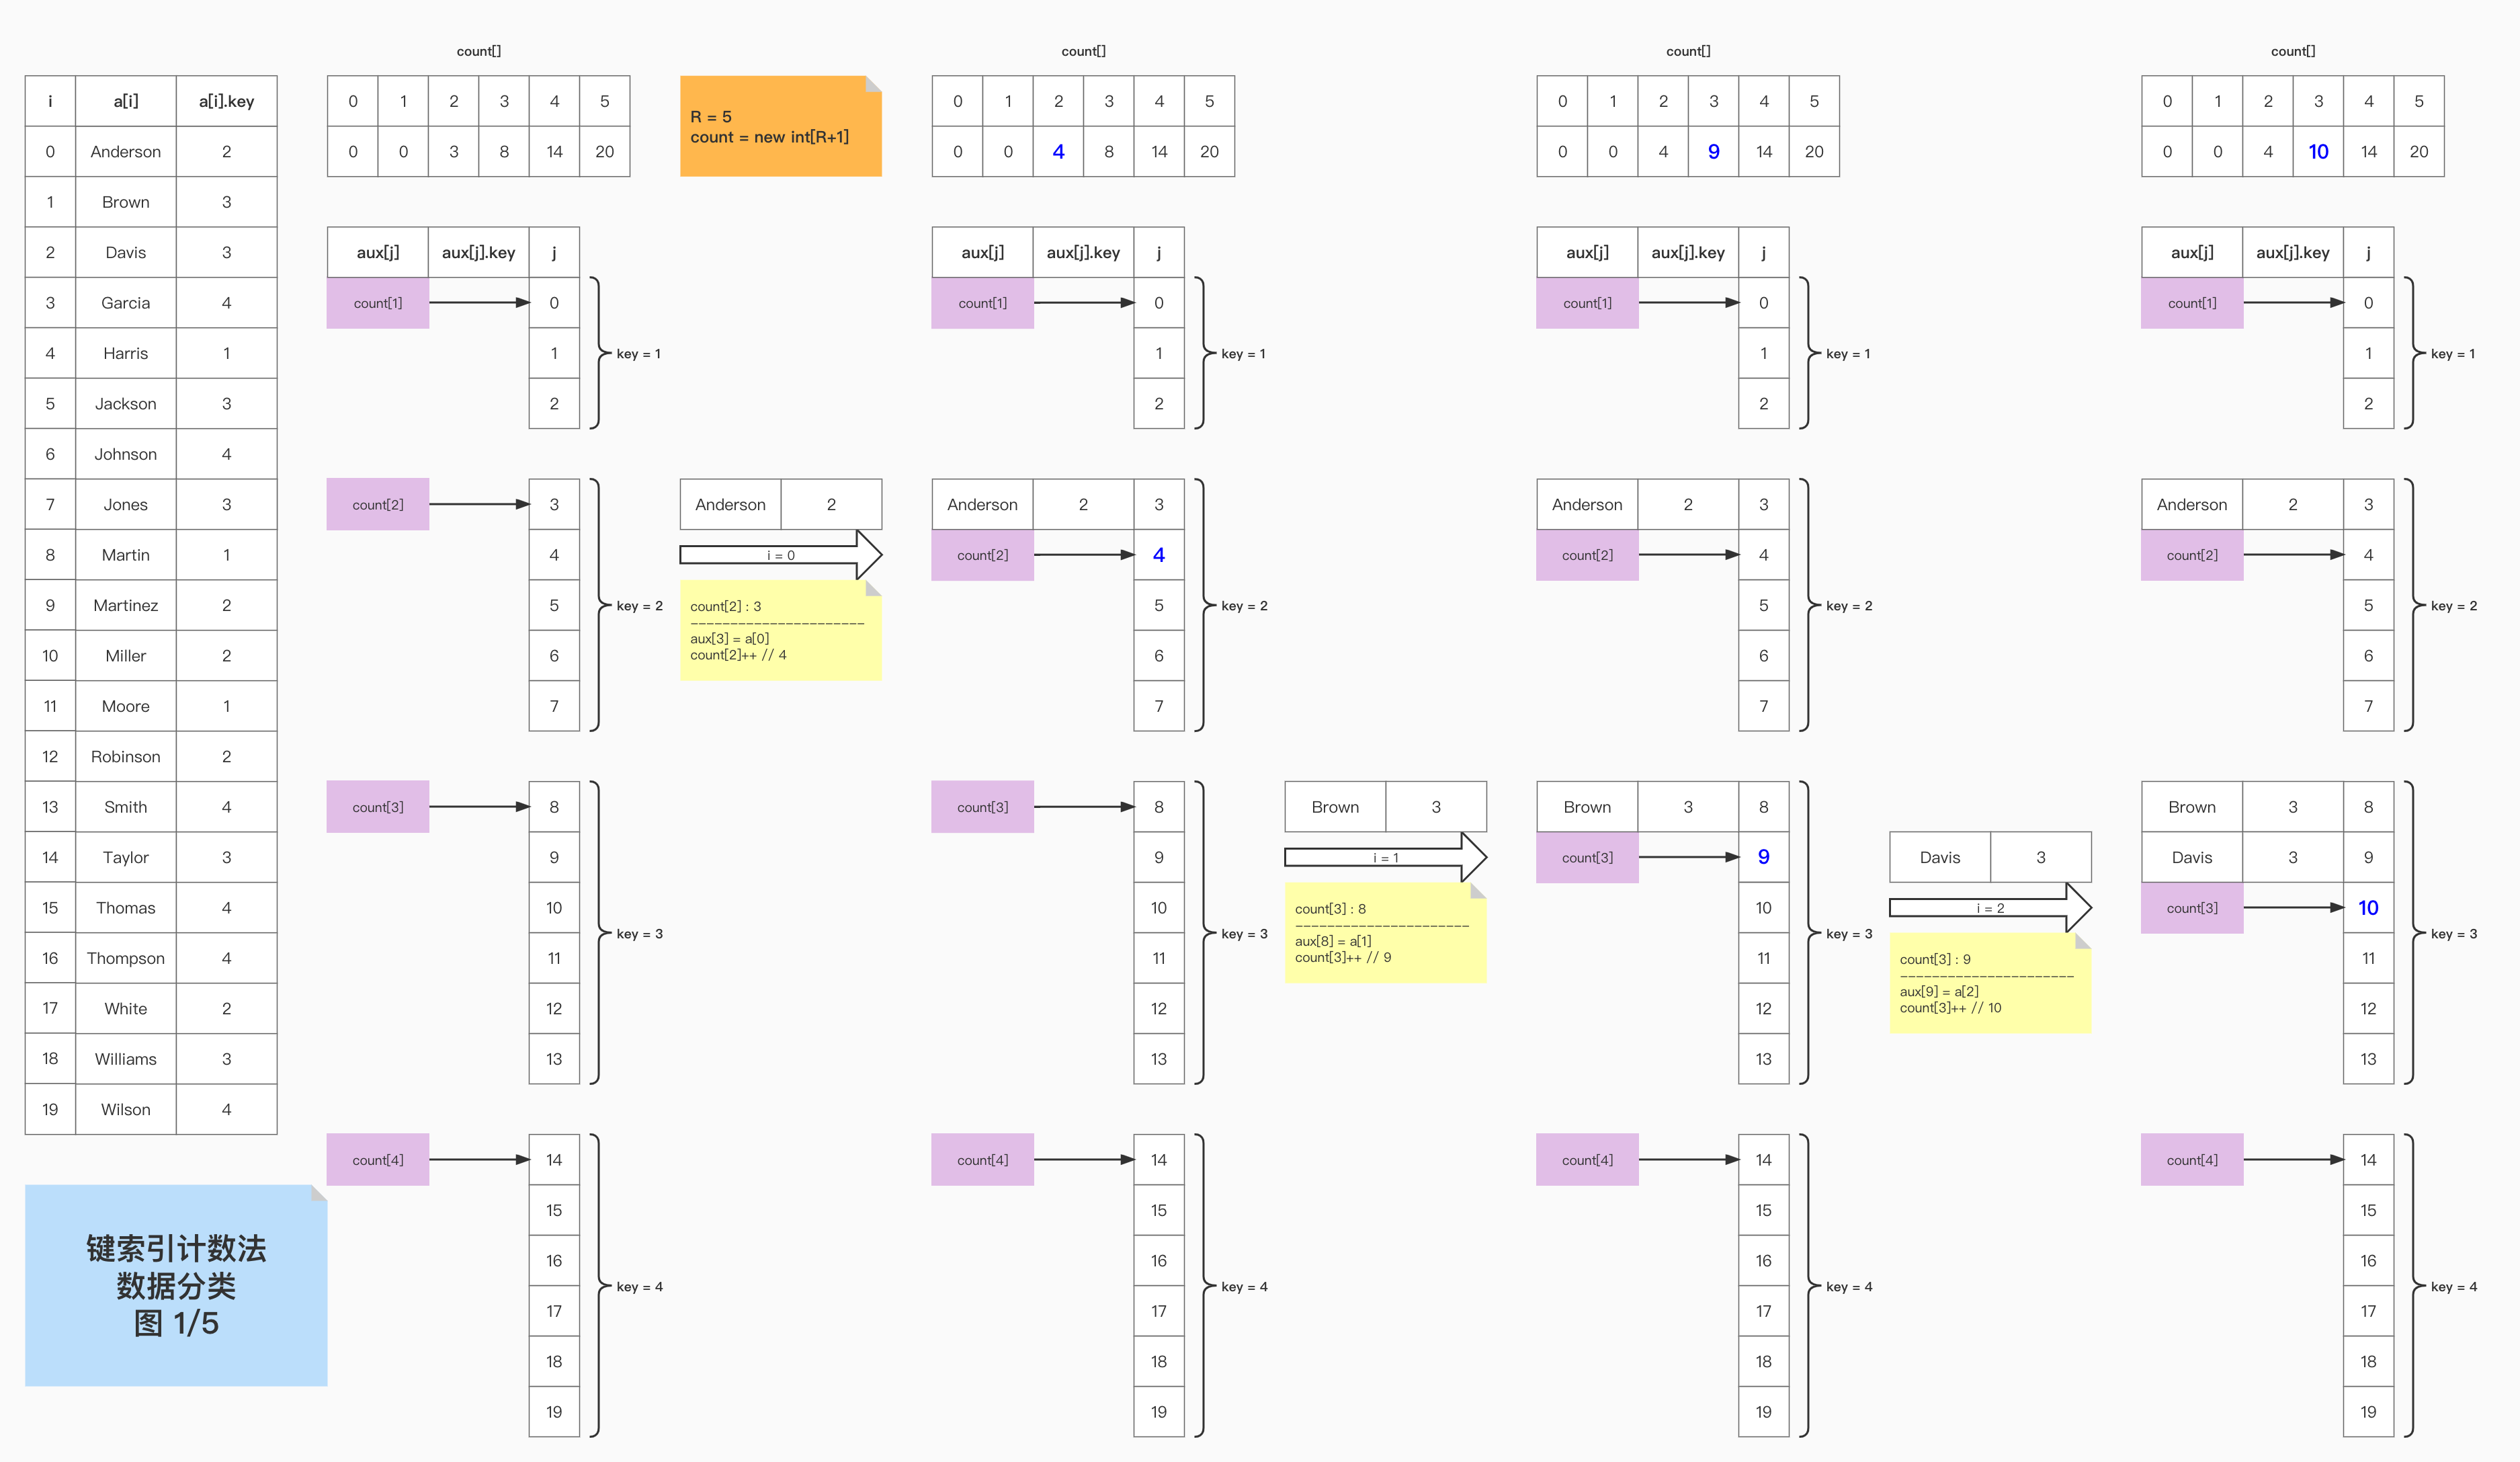 i a[i] a[i].key
0 Anderson 2
1 Brown 3
2 Davis 3
3 Garcia 4
4 Harris 1
5 Jackson 3
6 Johnson 4
7 Jones 3
8 Martin 1
9 Martinez 2
10 Miller 2
11 Moore 1
12 Robinson 2
13 Smith 4
14 Taylor 3
15 Thomas 4
16 Thompson 4
17 White 2
18 Williams 3
19 Wilson 4
键索引计数法
数据分类
图 1/5
count[]
0 1 2 3 4 5
0 0 3 8 14 20
aux[j] aux[j].key j
count[1] 0
1
2
key = 1
count[2] 3
4
5
6
7
key = 2
count[3] 8
9
10
11
12
13
key = 3
count[4] 14
15
16
17
18
19
key = 4
R = 5
count = new int[R+1]
Anderson 2
i = 0
count[2] : 3
----------------------
aux[3] = a[0]
count[2]++ // 4
count[]
0 1 2 3 4 5
0 0 4 8 14 20
aux[j] aux[j].key j
count[1] 0
1
2
key = 1
Anderson 2 3
count[2] 4
5
6
7
key = 2
count[3] 8
9
10
11
12
13
key = 3
count[4] 14
15
16
17
18
19
key = 4
Brown 3
i = 1
count[3] : 8
----------------------
aux[8] = a[1]
count[3]++ // 9
count[]
0 1 2 3 4 5
0 0 4 9 14 20
aux[j] aux[j].key j
count[1] 0
1
2
key = 1
Anderson 2 3
count[2] 4
5
6
7
key = 2
Brown 3 8
count[3] 9
10
11
12
13
key = 3
count[4] 14
15
16
17
18
19
key = 4
Davis 3
i = 2
count[3] : 9
----------------------
aux[9] = a[2]
count[3]++ // 10
count[]
0 1 2 3 4 5
0 0 4 10 14 20
aux[j] aux[j].key j
count[1] 0
1
2
key = 1
Anderson 2 3
count[2] 4
5
6
7
key = 2
Brown 3 8
Davis 3 9
count[3] 10
11
12
13
key = 3
count[4] 14
15
16
17
18
19
key = 4